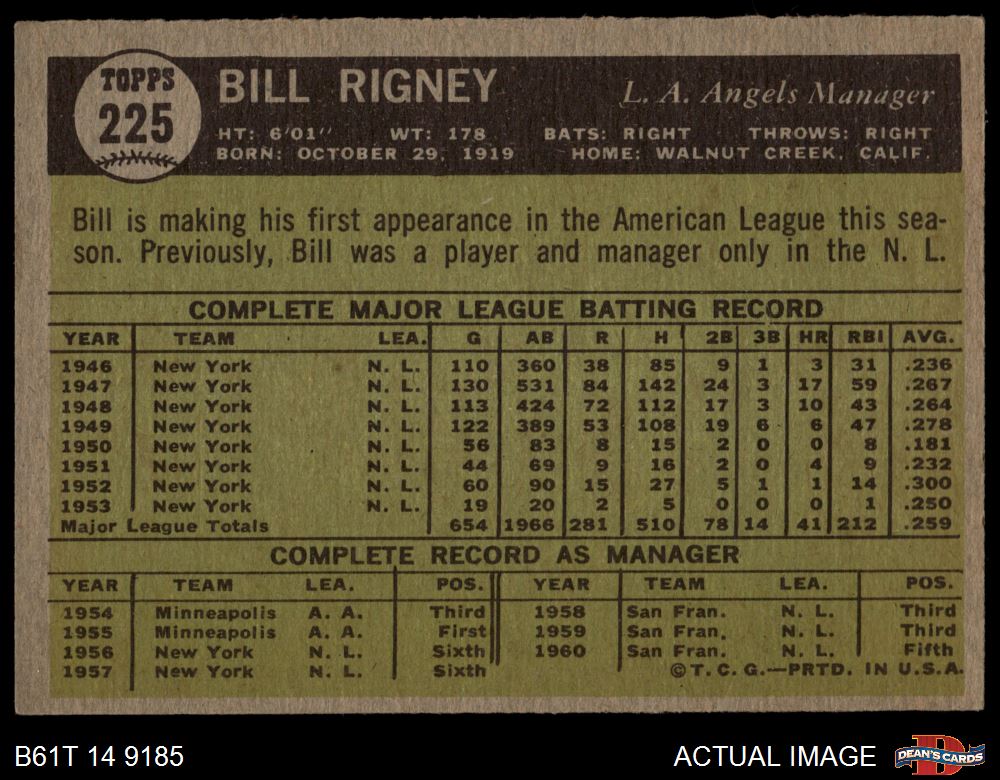 TOPPS
225
BILL RIGNEY
L. A. Angels Manager
HT: 6'01" WT: 178 BATS: RIGHT THROWS: RIGHT
BORN: OCTOBER 29, 1919 HOME: WALNUT CREEK, CALIF.
Bill is making his first appearance in the American League this sea-
son. Previously, Bill was a player and manager only in the N. L.
COMPLETE MAJOR LEAGUE BATTING RECORD
YEAR TEAM LEA. G AB R H 2B 3B HR RBI AVG.
1946 New York N. L. 110 360 38 85 9 1 3 31 .236
1947 New York N. L. 130 531 84 142 24 3 17 59 .267
1948 New York N. L. 113 424 72 112 17 3 10 43 .264
1949 New York N. L. 122 389 53 108 19 6 6 47 .278
1950 New York N. L. 56 83 8 15 2 0 0 8 .181
1951 New York N. L. 44 69 9 16 2 0 4 9 .232
1952 New York N. L. 60 90 15 27 5 1 1 14 .300
1953 New York N. L. 19 20 2 5 0 0 0 1 .250
Major League Totals 654 1966 281 510 78 14 41 212 .259
COMPLETE RECORD AS MANAGER
YEAR TEAM LEA. POS. YEAR TEAM LEA. POS.
1954 Minneapolis A. A. Third 1958 San Fran. N. L. Third
1955 Minneapolis A. A. First 1959 San Fran. N. L. Third
1956 New York N. L. Sixth 1960 San Fran. N. L. Fifth
1957 New York N. L. Sixth ©T. C. G.—PRTD. IN U.S.A.
B61T 14 9185
ACTUAL IMAGE
DEAN'S CARDS